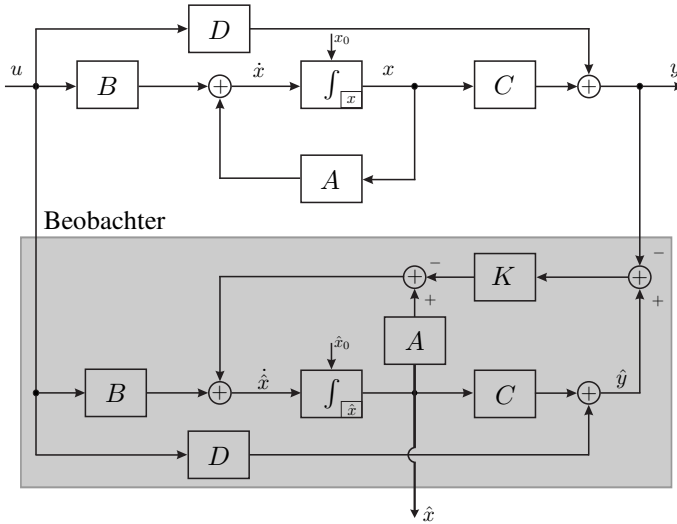 D
x₀
u
ẋ
x
y
B
+
∫
x
C
+
A
Beobachter
−
−
+
K
+
+
+
A
x̂₀
ŷ
B
+
x̂̇
∫
x̂
C
+
D
x̂